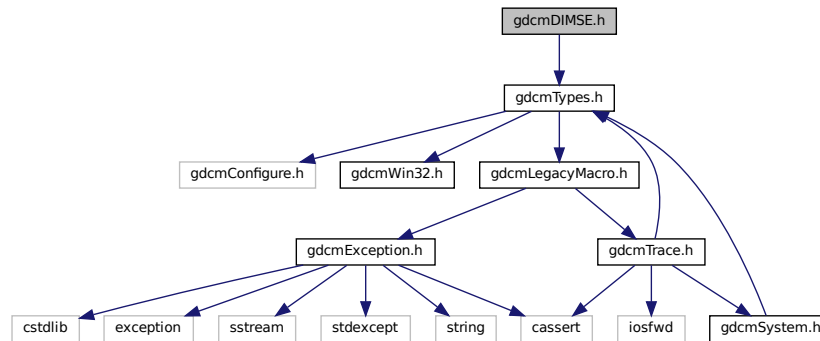 gdcmDIMSE.h
gdcmTypes.h
gdcmConfigure.h
gdcmWin32.h
gdcmLegacyMacro.h
gdcmException.h
gdcmTrace.h
cstdlib
exception
sstream
stdexcept
string
cassert
iosfwd
gdcmSystem.h